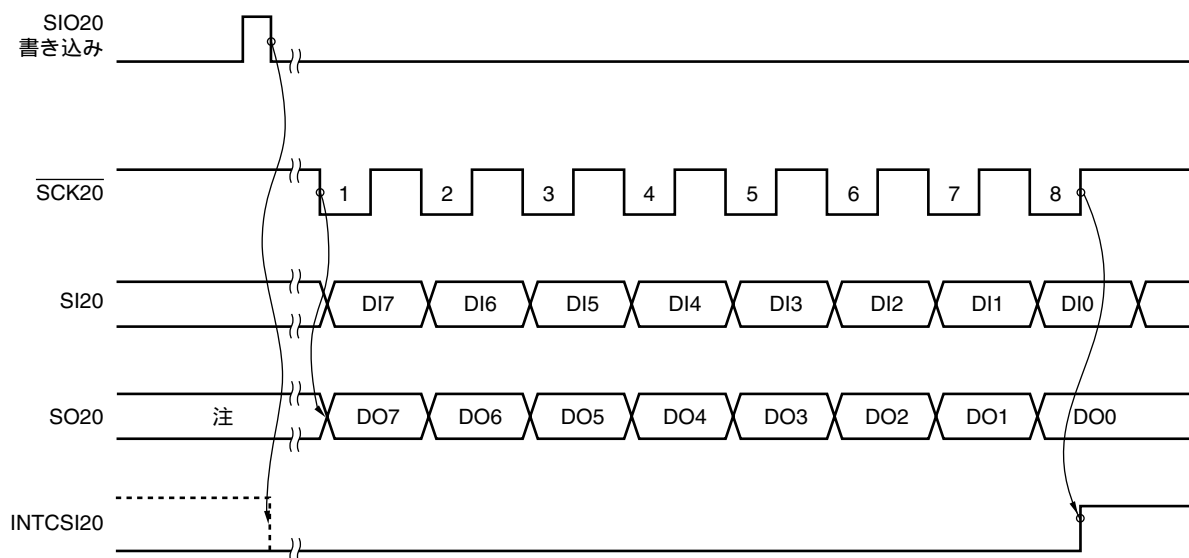 SIO20
書き込み
SCK20
1 2 3 4 5 6 7 8
SI20
DI7 DI6 DI5 DI4 DI3 DI2 DI1 DI0
SO20
注
DO7 DO6 DO5 DO4 DO3 DO2 DO1 DO0
INTCSI20